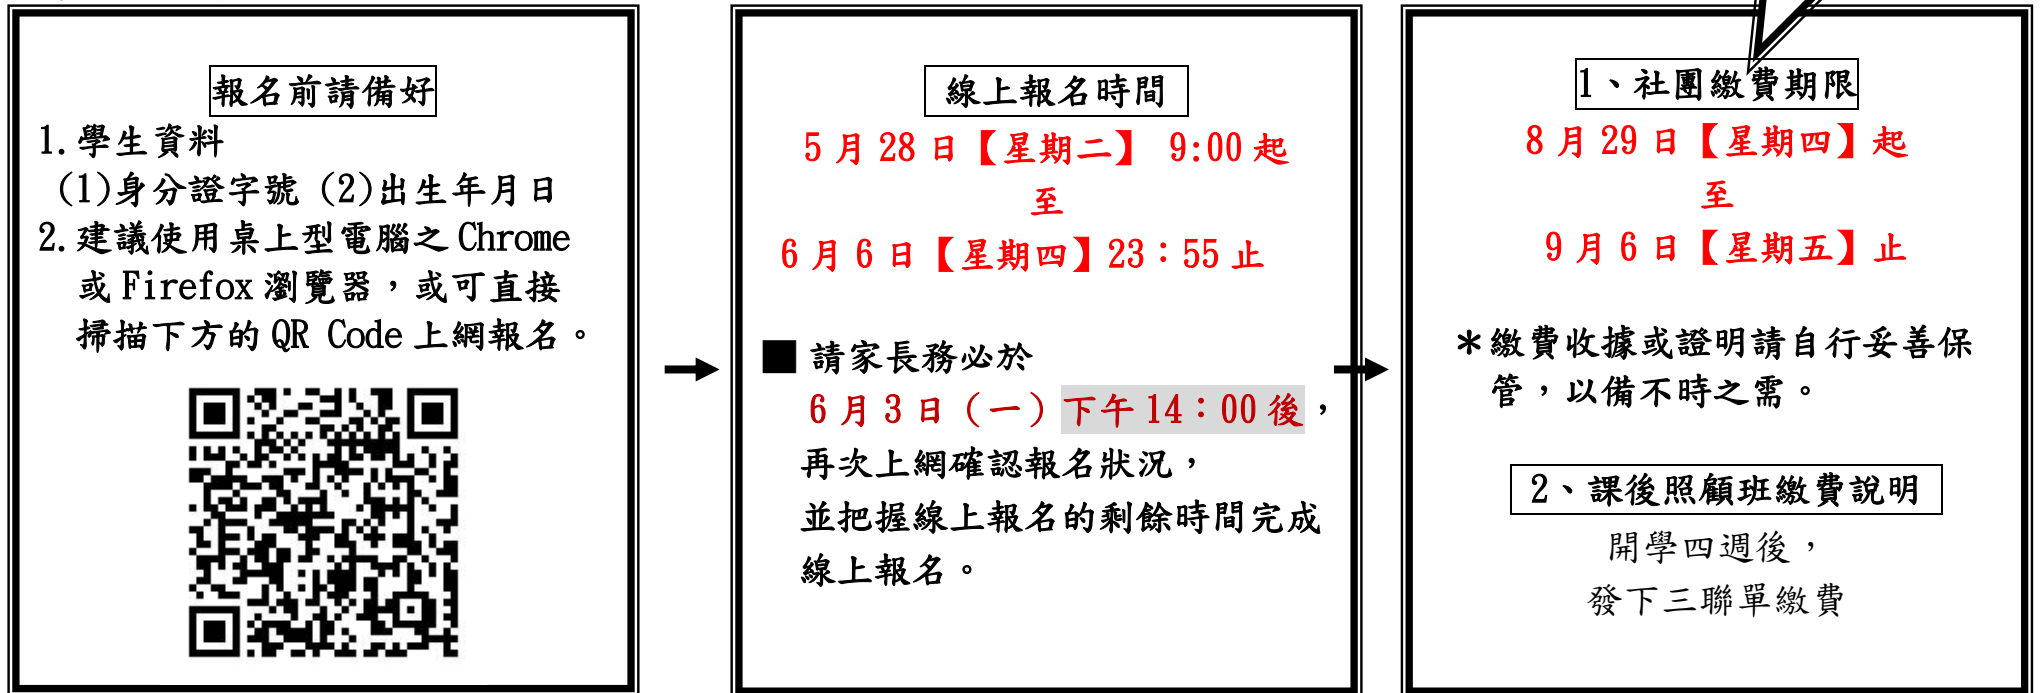 報名前請備好
1.學生資料
(1)身分證字號 (2)出生年月日
2.建議使用桌上型電腦之Chrome
或Firefox瀏覽器，或可直接
掃描下方的QR Code上網報名。
線上報名時間
5月28日【星期二】 9:00起
至
6月6日【星期四】23：55止
■ 請家長務必於
6月3日（一）下午14：00後，
再次上網確認報名狀況，
並把握線上報名的剩餘時間完成
線上報名。
1、社團繳費期限
8月29日【星期四】起
至
9月6日【星期五】止
＊繳費收據或證明請自行妥善保
管，以備不時之需。
2、課後照顧班繳費說明
開學四週後，
發下三聯單繳費